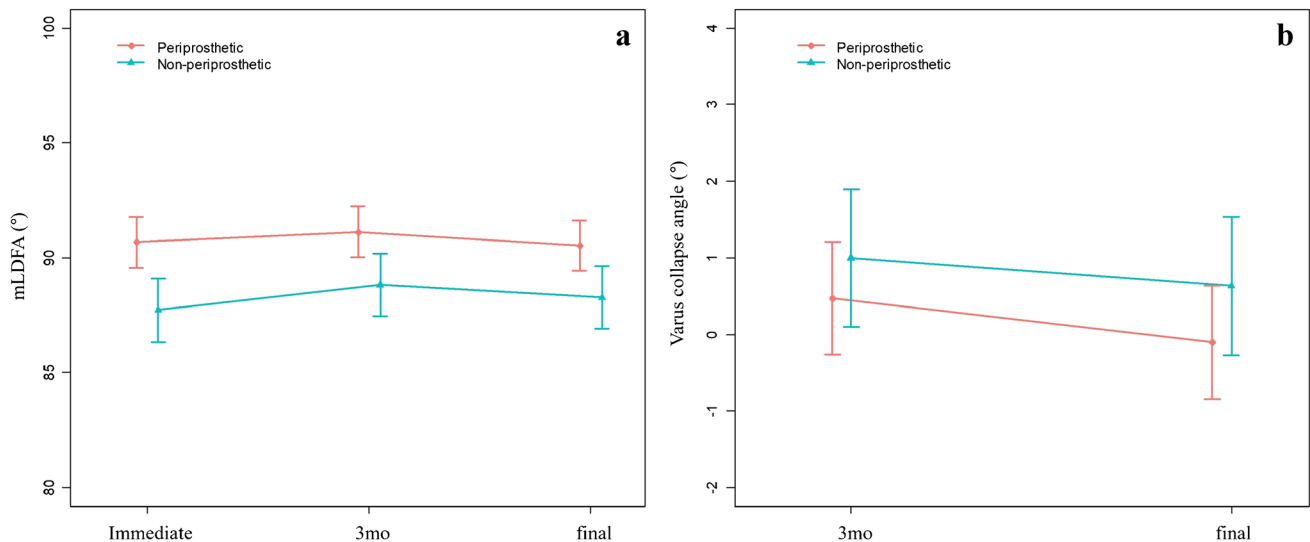 a
Periprosthetic
Non-periprosthetic
mLDFA (°)
100
95
90
85
80
Immediate
3mo
final
b
Periprosthetic
Non-periprosthetic
Varus collapse angle (°)
4
3
2
1
0
-1
-2
3mo
final